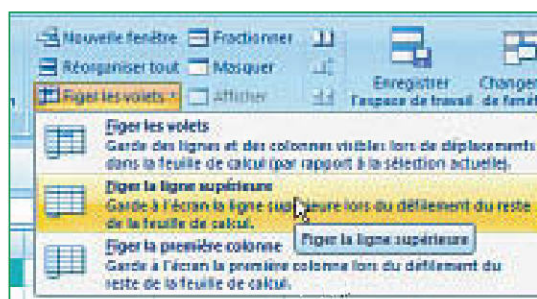 Nouvelle fenêtre Fractionner
Réorganiser tout Masquer
Enregistrer Changer
Figer les volets Afficher l'espace de travail de fenêt
Figer les volets
Garde des lignes et des colonnes visibles lors de déplacements
dans la feuille de calcul (par rapport à la sélection actuelle).
Figer la ligne supérieure
Garde à l'écran la ligne supérieure lors du défilement du reste
de la feuille de calcul.
Figer la ligne supérieure
Figer la première colonne
Garde à l'écran la première colonne lors du défilement du
reste de la feuille de calcul.